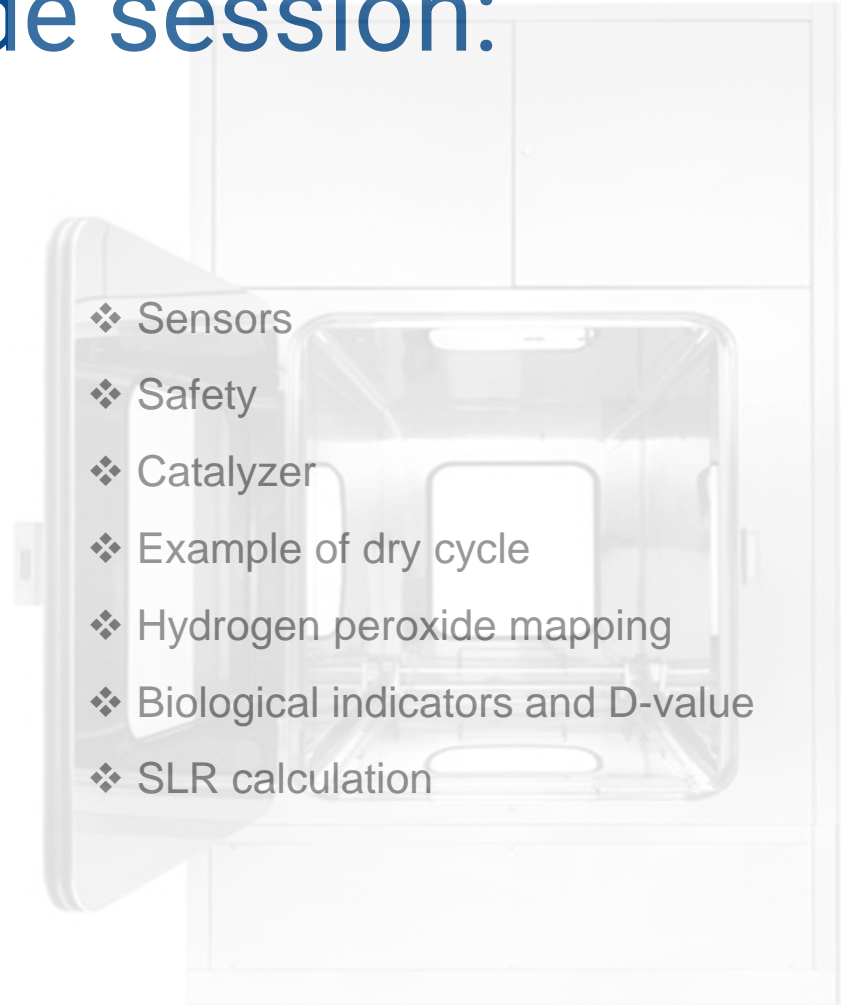 de session:
❖ Sensors
❖ Safety
❖ Catalyzer
❖ Example of dry cycle
❖ Hydrogen peroxide mapping
❖ Biological indicators and D-value
❖ SLR calculation